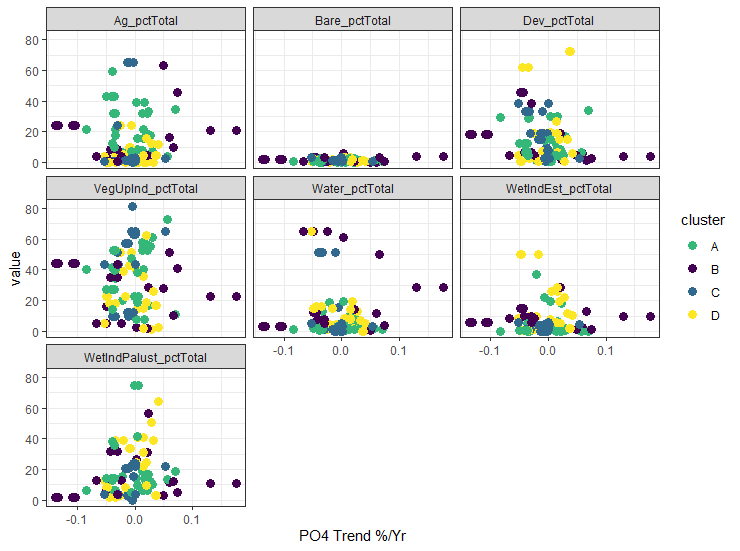 Ag_pctTotal
Bare_pctTotal
Dev_pctTotal
80
60
40
20
0
VegUpInd_pctTotal
Water_pctTotal
WetIndEst_pctTotal
80
60
40
20
0
value
cluster
A
B
C
D
-0.1 0.0 0.1
-0.1 0.0 0.1
WetIndPalust_pctTotal
80
60
40
20
0
-0.1 0.0 0.1
PO4 Trend %/Yr